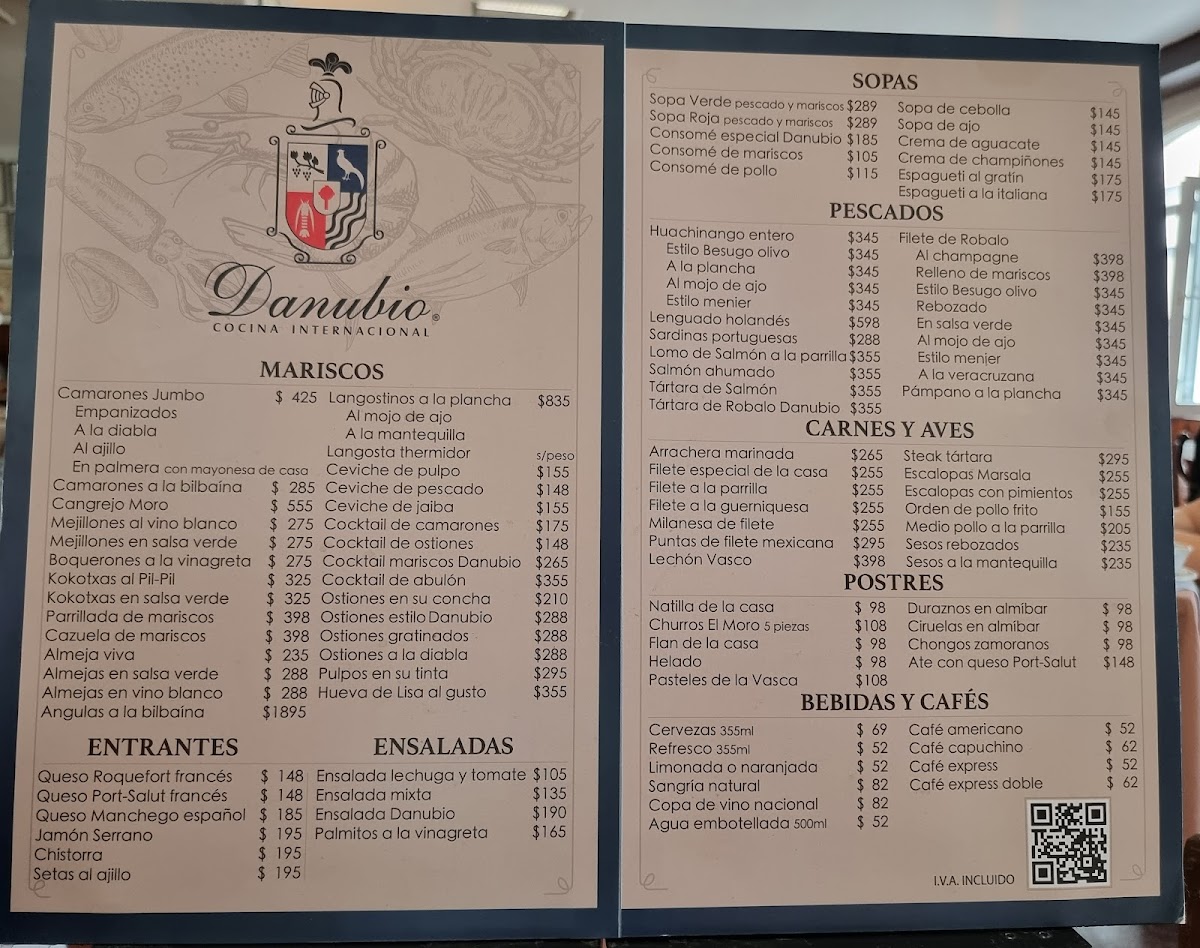 Danubio®
COCINA INTERNACIONAL
MARISCOS
Camarones Jumbo $ 425
Empanizados
A la diabla
Al ajillo
En palmera con mayonesa de casa
Camarones a la bilbaína $ 285
Cangrejo Moro $ 555
Mejillones al vino blanco $ 275
Mejillones en salsa verde $ 275
Boquerones a la vinagreta $ 275
Kokotxas al Pil-Pil $ 325
Kokotxas en salsa verde $ 325
Parrillada de mariscos $ 398
Cazuela de mariscos $ 398
Almeja viva $ 235
Almejas en salsa verde $ 288
Almejas en vino blanco $ 288
Angulas a la bilbaína $1895
Langostinos a la plancha $835
Al mojo de ajo
A la mantequilla
Langosta thermidor s/peso
Ceviche de pulpo $155
Ceviche de pescado $148
Ceviche de jaiba $155
Cocktail de camarones $175
Cocktail de ostiones $148
Cocktail mariscos Danubio $265
Cocktail de abulón $355
Ostiones en su concha $210
Ostiones estilo Danubio $288
Ostiones gratinados $288
Ostiones a la diabla $288
Pulpos en su tinta $295
Hueva de Lisa al gusto $355
ENTRANTES
Queso Roquefort francés $ 148
Queso Port-Salut francés $ 148
Queso Manchego español $ 185
Jamón Serrano $ 195
Chistorra $ 195
Setas al ajillo $ 195
ENSALADAS
Ensalada lechuga y tomate $105
Ensalada mixta $135
Ensalada Danubio $190
Palmitos a la vinagreta $165
SOPAS
Sopa Verde pescado y mariscos $289
Sopa Roja pescado y mariscos $289
Consomé especial Danubio $185
Consomé de mariscos $105
Consomé de pollo $115
Sopa de cebolla $145
Sopa de ajo $145
Crema de aguacate $145
Crema de champiñones $145
Espagueti al gratín $175
Espagueti a la italiana $175
PESCADOS
Huachinango entero $345
Estilo Besugo olivo $345
A la plancha $345
Al mojo de ajo $345
Estilo menier $345
Lenguado holandés $598
Sardinas portuguesas $288
Lomo de Salmón a la parrilla $355
Salmón ahumado $355
Tártara de Salmón $355
Tártara de Robalo Danubio $355
Filete de Robalo
Al champagne $398
Relleno de mariscos $398
Estilo Besugo olivo $345
Rebozado $345
En salsa verde $345
Al mojo de ajo $345
Estilo menier $345
A la veracruzana $345
Pámpano a la plancha $345
CARNES Y AVES
Arrachera marinada $265
Filete especial de la casa $255
Filete a la parrilla $255
Filete a la guerniquesa $255
Milanesa de filete $255
Puntas de filete mexicana $295
Lechón Vasco $398
Steak tártara $295
Escalopas Marsala $255
Escalopas con pimientos $255
Orden de pollo frito $155
Medio pollo a la parrilla $205
Sesos rebozados $235
Sesos a la mantequilla $235
POSTRES
Natilla de la casa $ 98
Churros El Moro 5 piezas $108
Flan de la casa $ 98
Helado $ 98
Pasteles de la Vasca $108
Duraznos en almíbar $ 98
Ciruelas en almíbar $ 98
Chongos zamoranos $ 98
Ate con queso Port-Salut $148
BEBIDAS Y CAFÉS
Cervezas 355ml $ 69
Refresco 355ml $ 52
Limonada o naranjada $ 52
Sangría natural $ 82
Copa de vino nacional $ 82
Agua embotellada 500ml $ 52
Café americano $ 52
Café capuchino $ 62
Café express $ 52
Café express doble $ 62
I.V.A. INCLUIDO